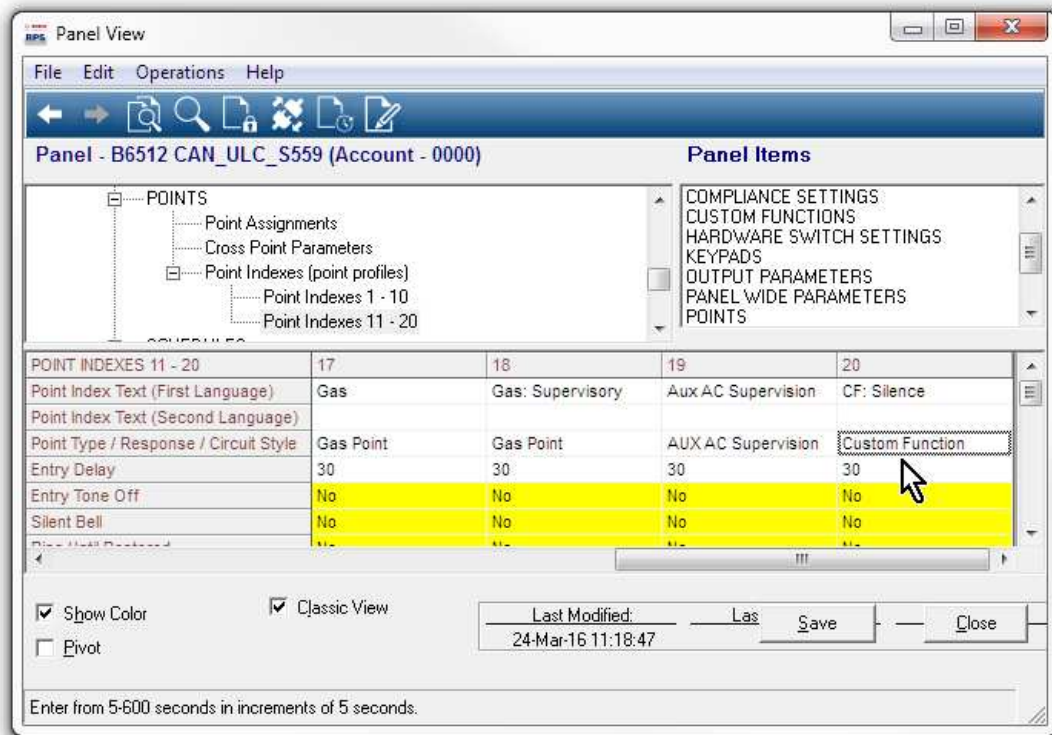 RPS Panel View
File Edit Operations Help
Panel - B6512 CAN_ULC_S559 (Account - 0000) Panel Items
POINTS
Point Assignments
Cross Point Parameters
Point Indexes (point profiles)
Point Indexes 1 - 10
Point Indexes 11 - 20
COMPLIANCE SETTINGS
CUSTOM FUNCTIONS
HARDWARE SWITCH SETTINGS
KEYPADS
OUTPUT PARAMETERS
PANEL WIDE PARAMETERS
POINTS
POINT INDEXES 11 - 20 17 18 19 20
Point Index Text (First Language) Gas Gas: Supervisory Aux AC Supervision CF: Silence
Point Index Text (Second Language)
Point Type / Response / Circuit Style Gas Point Gas Point AUX AC Supervision Custom Function
Entry Delay 30 30 30 30
Entry Tone Off No No No No
Silent Bell No No No No
Show Color Classic View
Pivot
Last Modified: Las Save Close
24-Mar-16 11:18:47
Enter from 5-600 seconds in increments of 5 seconds.